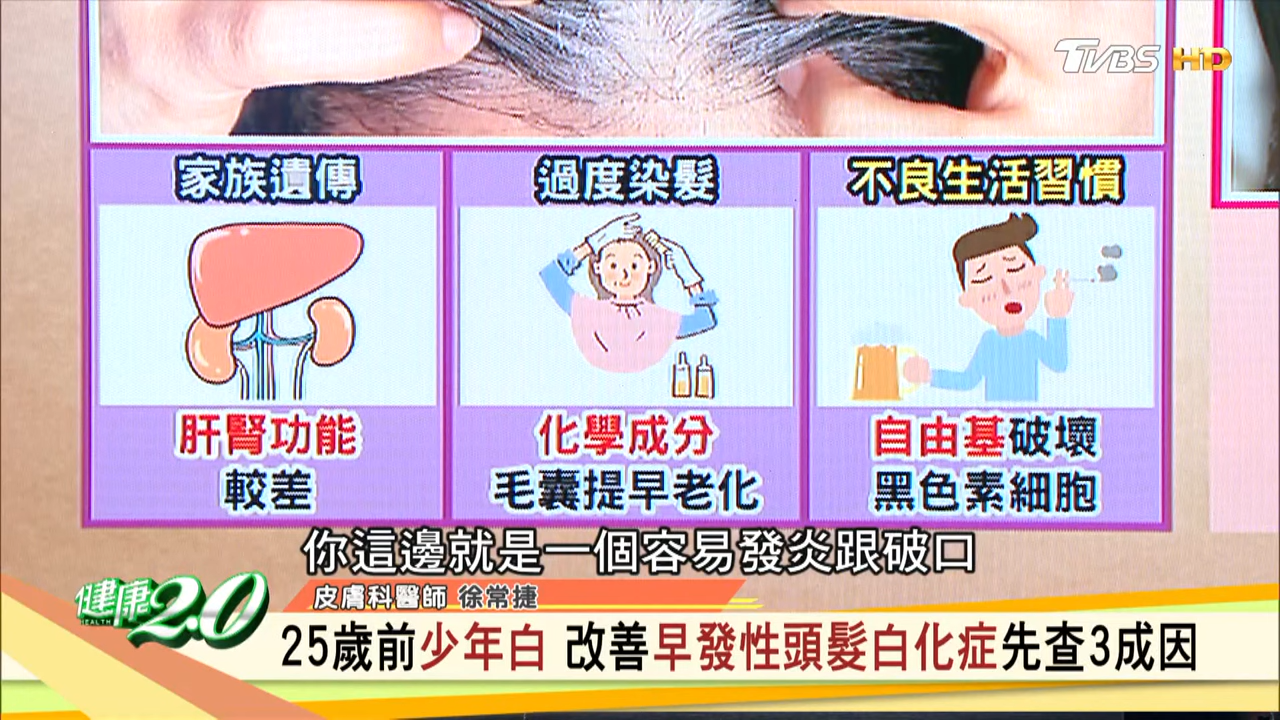 TVBS HD
家族遺傳
過度染髮
不良生活習慣
肝腎功能
較差
化學成分
毛囊提早老化
自由基破壞
黑色素細胞
你這邊就是一個容易發炎跟破口
健康2.0
HEALTH
皮膚科醫師 徐常捷
25歲前少年白 改善早發性頭髮白化症先查3成因